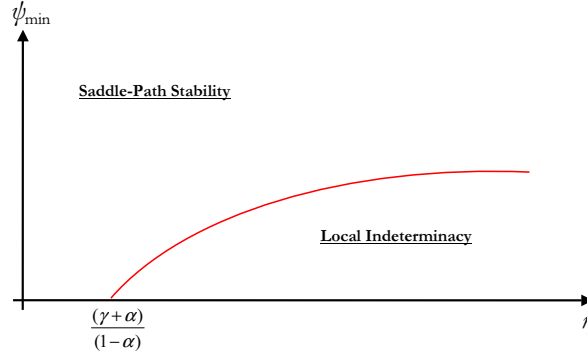 ψ_min
Saddle-Path Stability
Local Indeterminacy
(γ + α)
(1 − α)